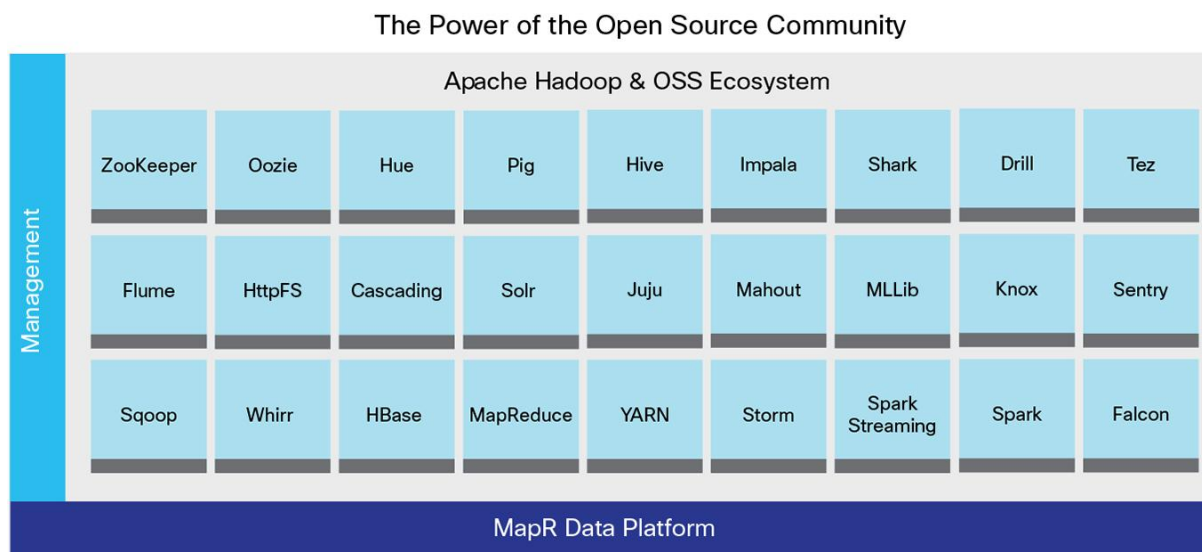 The Power of the Open Source Community
Apache Hadoop & OSS Ecosystem
Management
ZooKeeper
Oozie
Hue
Pig
Hive
Impala
Shark
Drill
Tez
Flume
HttpFS
Cascading
Solr
Juju
Mahout
MLLib
Knox
Sentry
Sqoop
Whirr
HBase
MapReduce
YARN
Storm
Spark
Streaming
Spark
Falcon
MapR Data Platform